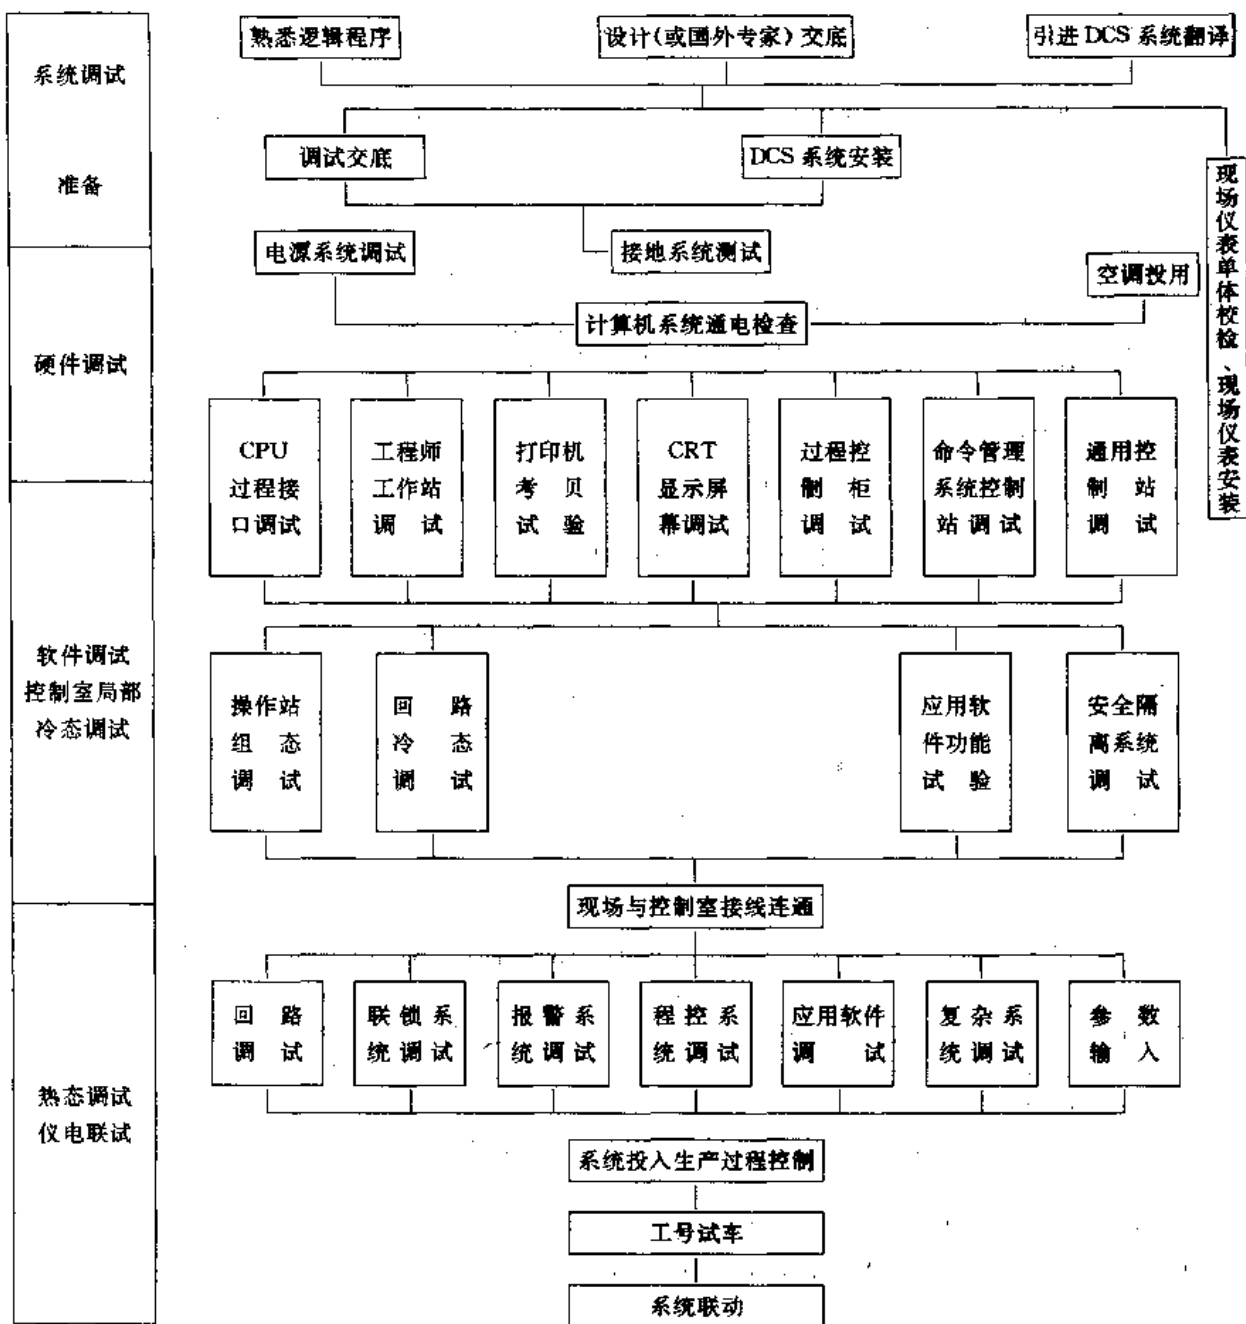 系统调试
准备
硬件调试
软件调试
控制室局部
冷态调试
热态调试
仪电联试
熟悉逻辑程序
设计(或国外专家)交底
引进 DCS 系统翻译
调试交底
DCS 系统安装
现场仪表单体校检、现场仪表安装
电源系统调试
接地系统测试
空调投用
计算机系统通电检查
CPU
过程接
口调试
工程师
工作站
调试
打印机
考贝
试验
CRT
显示屏
幕调试
过程控
制柜
调试
命令管理
系统控制
站调试
通用控
制站
调试
操作站
组态
调试
回路
冷态
调试
应用软
件功能
试验
安全隔
离系统
调试
现场与控制室接线连通
回路
调试
联锁系
统调试
报警系
统调试
程控系
统调试
应用软件
调试
复杂系
统调试
参数
输入
系统投入生产过程控制
工号试车
系统联动